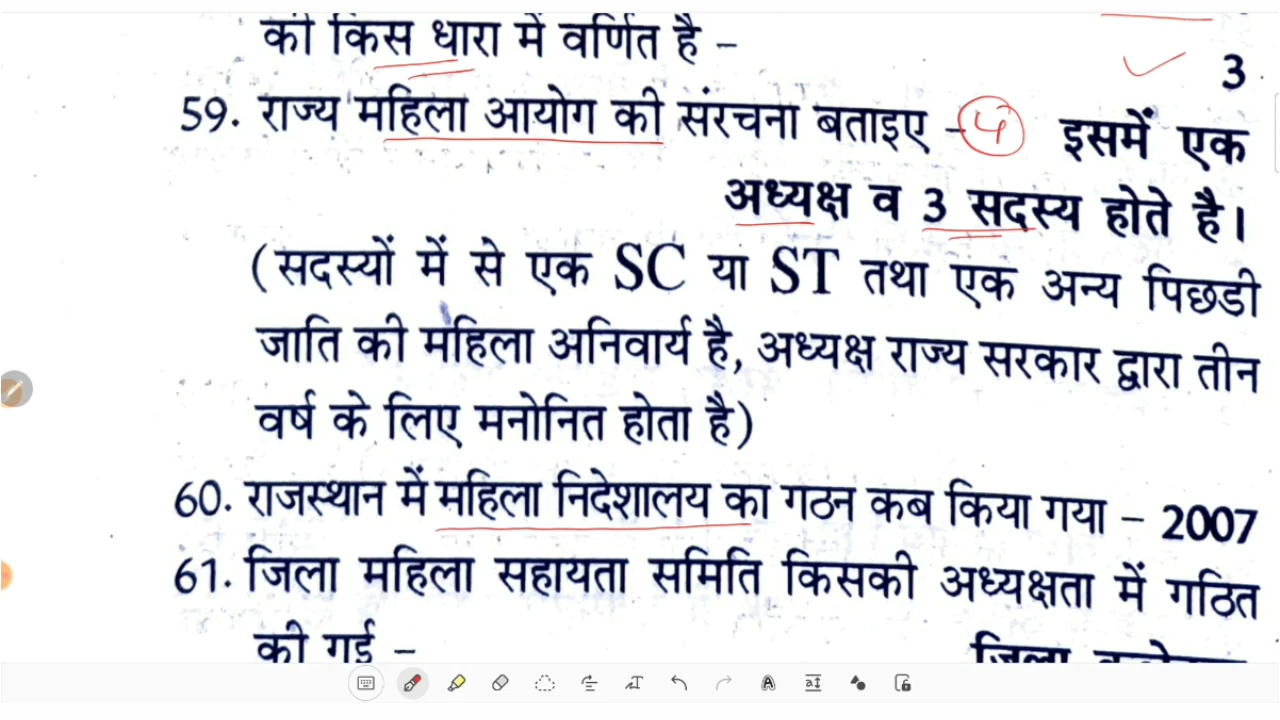 की किस धारा में वर्णित है -
3
59. राज्य महिला आयोग की संरचना बताइए - 4 इसमें एक
अध्यक्ष व 3 सदस्य होते है।
(सदस्यों में से एक SC या ST तथा एक अन्य पिछडी
जाति की महिला अनिवार्य है, अध्यक्ष राज्य सरकार द्वारा तीन
वर्ष के लिए मनोनित होता है)
60. राजस्थान में महिला निदेशालय का गठन कब किया गया - 2007
61. जिला महिला सहायता समिति किसकी अध्यक्षता में गठित
की गई -
जिला